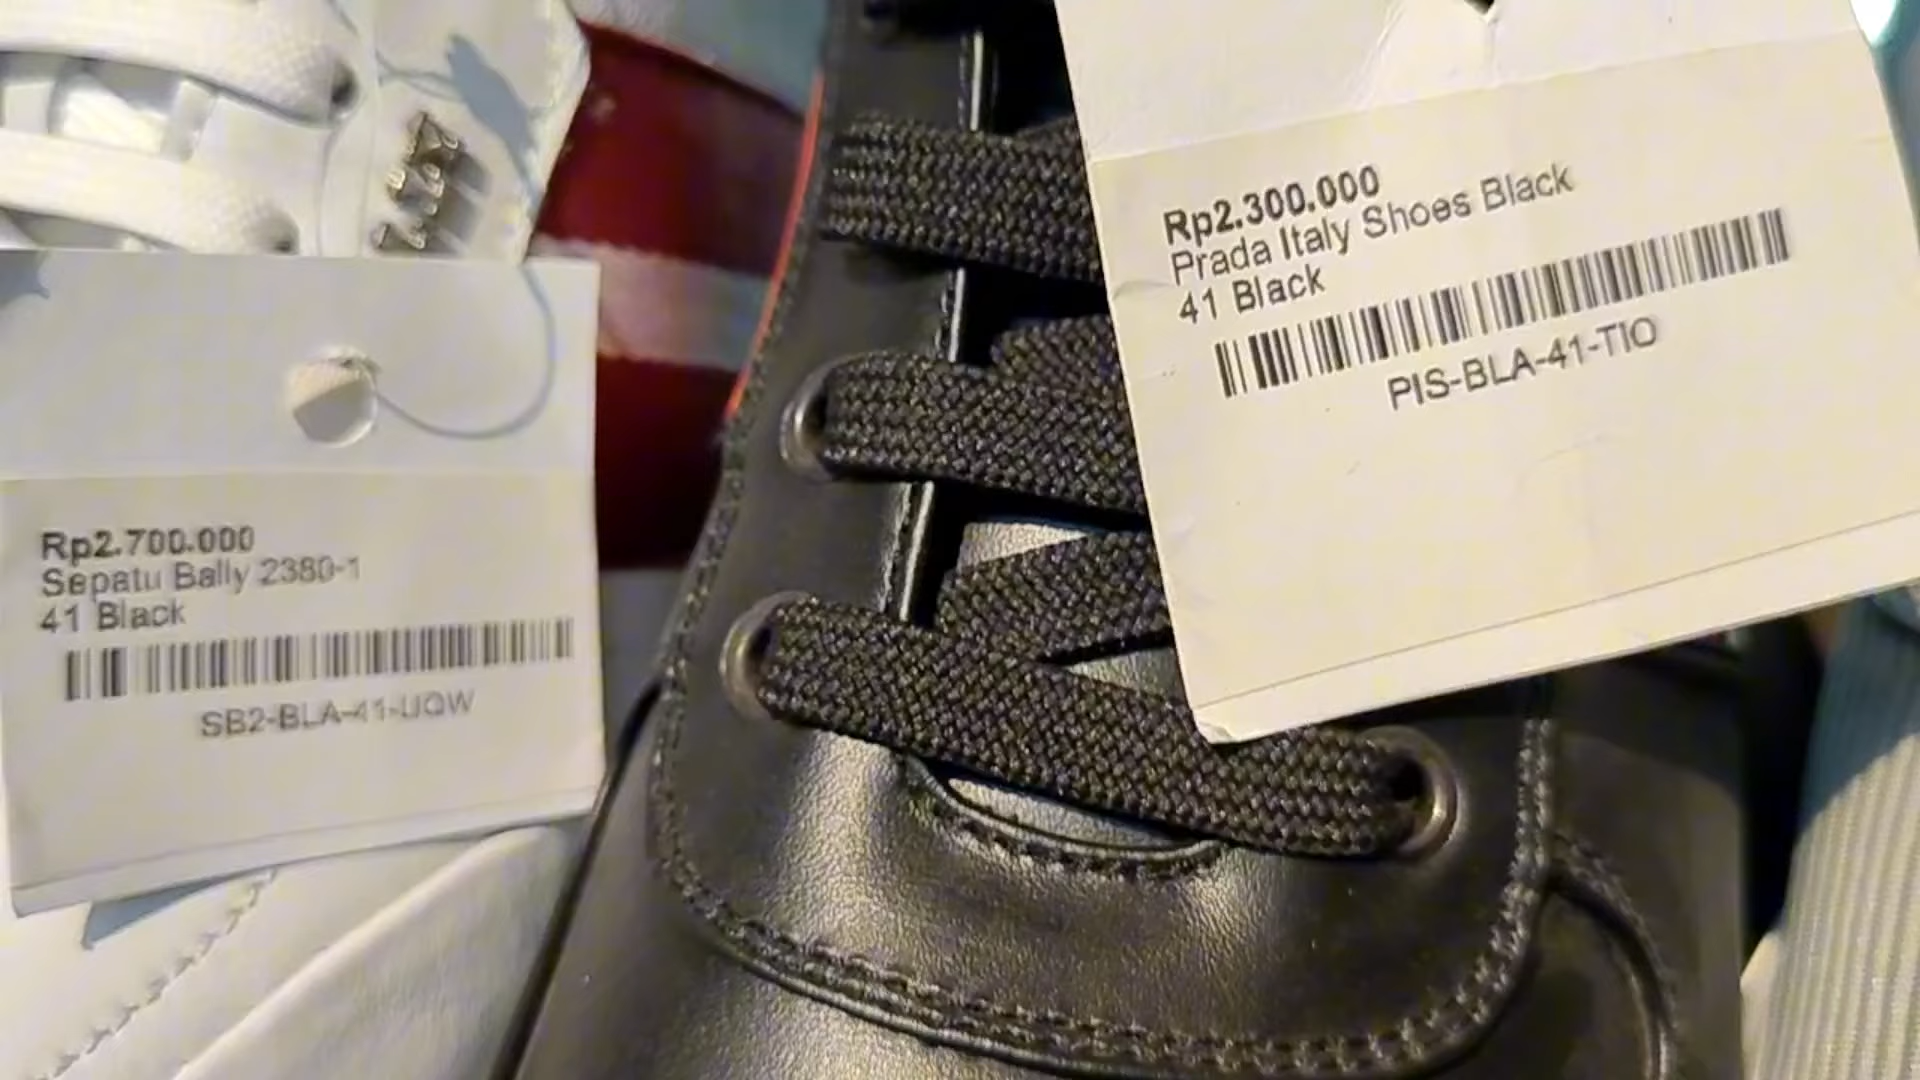 Rp2.700.000
Sepatu Bally 2380-1
41 Black
SB2-BLA-41-UQW
Rp2.300.000
Prada Italy Shoes Black
41 Black
PIS-BLA-41-TIO